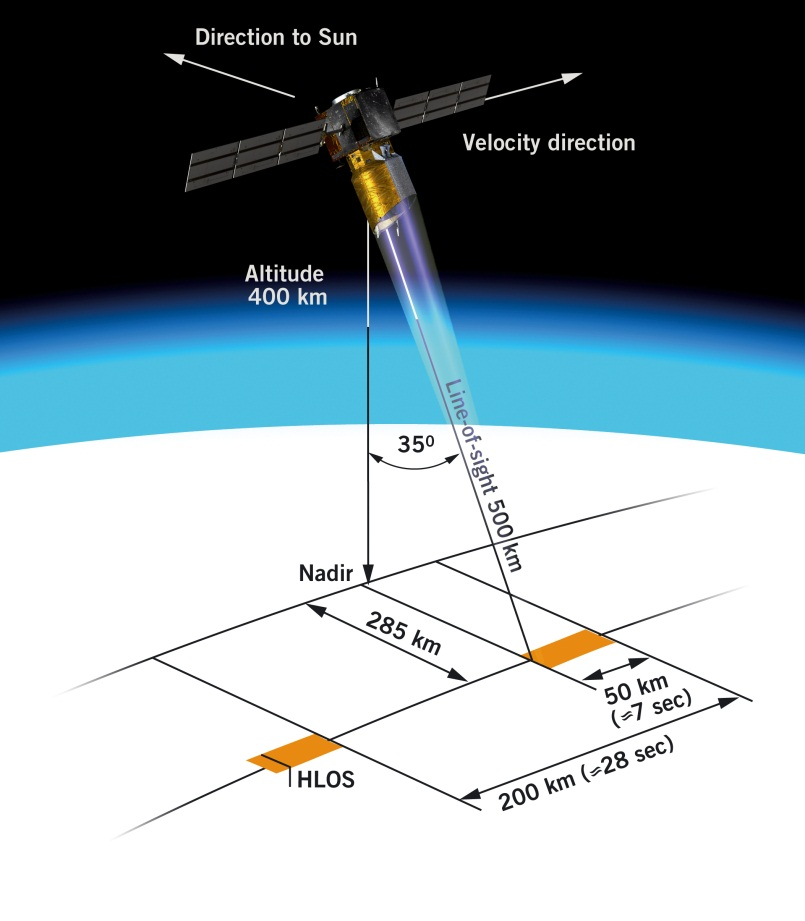 Direction to Sun
Velocity direction
Altitude
400 km
Line-of-sight 500 km
35⁰
Nadir
285 km
50 km
(≂7 sec)
200 km (≂28 sec)
HLOS